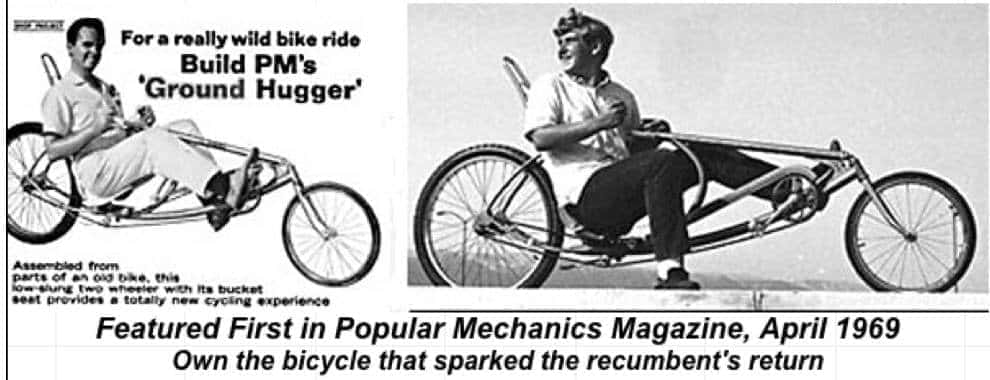 SHOP PROJECT
For a really wild bike ride
Build PM's
'Ground Hugger'
Assembled from
parts of an old bike, this
low-slung two wheeler with its bucket
seat provides a totally new cycling experience
Featured First in Popular Mechanics Magazine, April 1969
Own the bicycle that sparked the recumbent's return